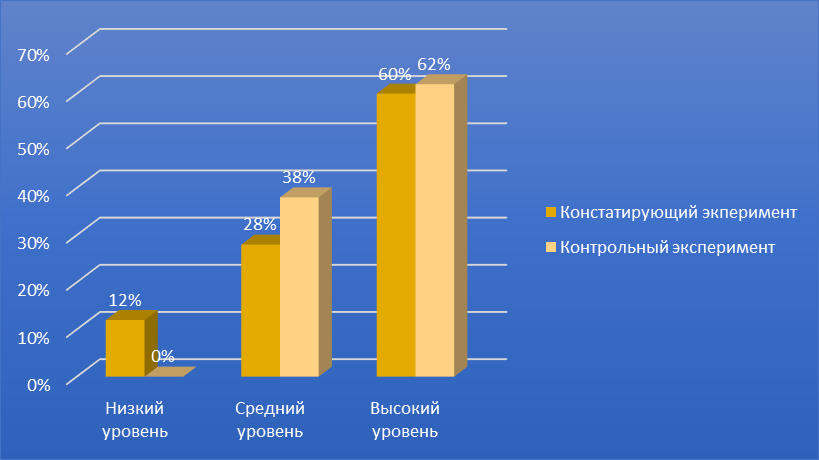 70%
60%
50%
40%
30%
20%
10%
0%
12%
0%
28%
38%
60%
62%
Низкий
уровень
Средний
уровень
Высокий
уровень
Констатирующий экперимент
Контрольный эксперимент